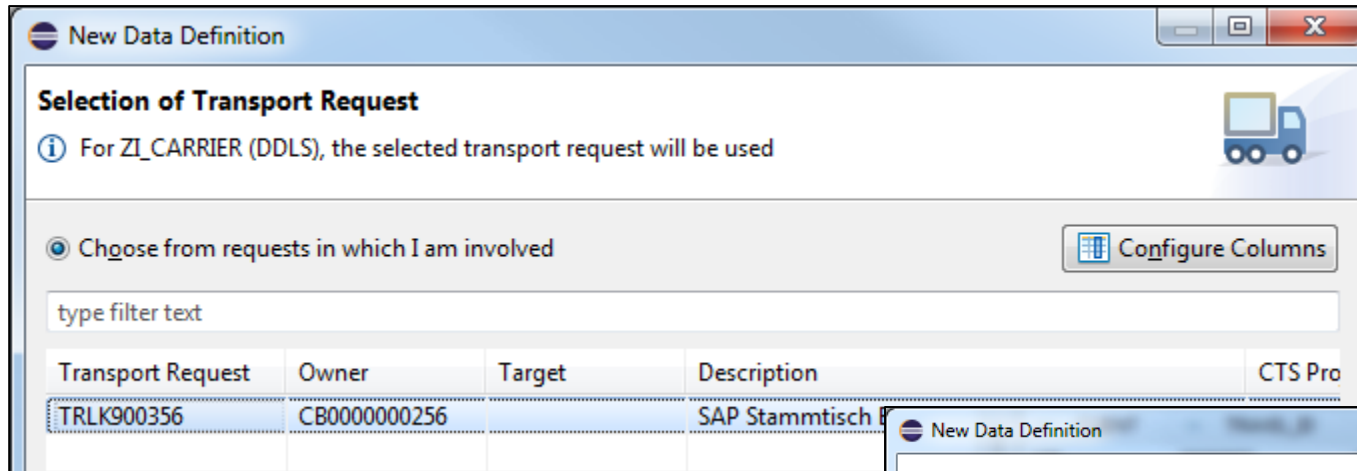 New Data Definition
Selection of Transport Request
For ZI_CARRIER (DDLS), the selected transport request will be used
Choose from requests in which I am involved
Configure Columns
type filter text
Transport Request Owner Target Description CTS Pro
TRLK900356 CB0000000256 SAP Stammtisch
New Data Definition